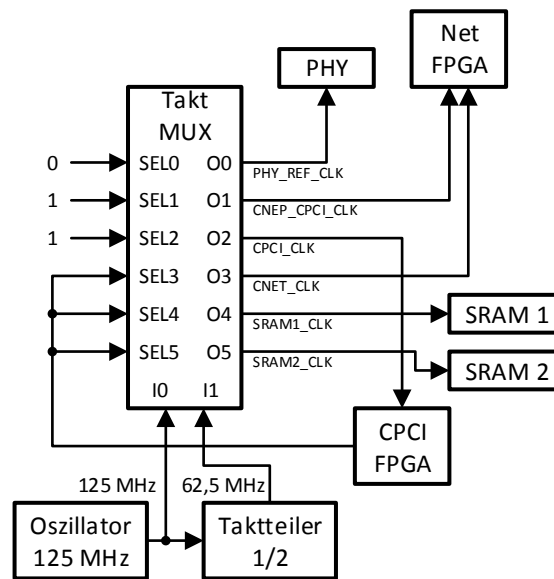 Net
FPGA
PHY
Takt
MUX
0 SEL0 O0
PHY_REF_CLK
1 SEL1 O1
CNEP_CPCI_CLK
1 SEL2 O2
CPCI_CLK
SEL3 O3
CNET_CLK
SEL4 O4
SRAM1_CLK
SRAM 1
SEL5 O5
SRAM2_CLK
SRAM 2
I0 I1
CPCI
FPGA
125 MHz 62,5 MHz
Oszillator
125 MHz
Taktteiler
1/2